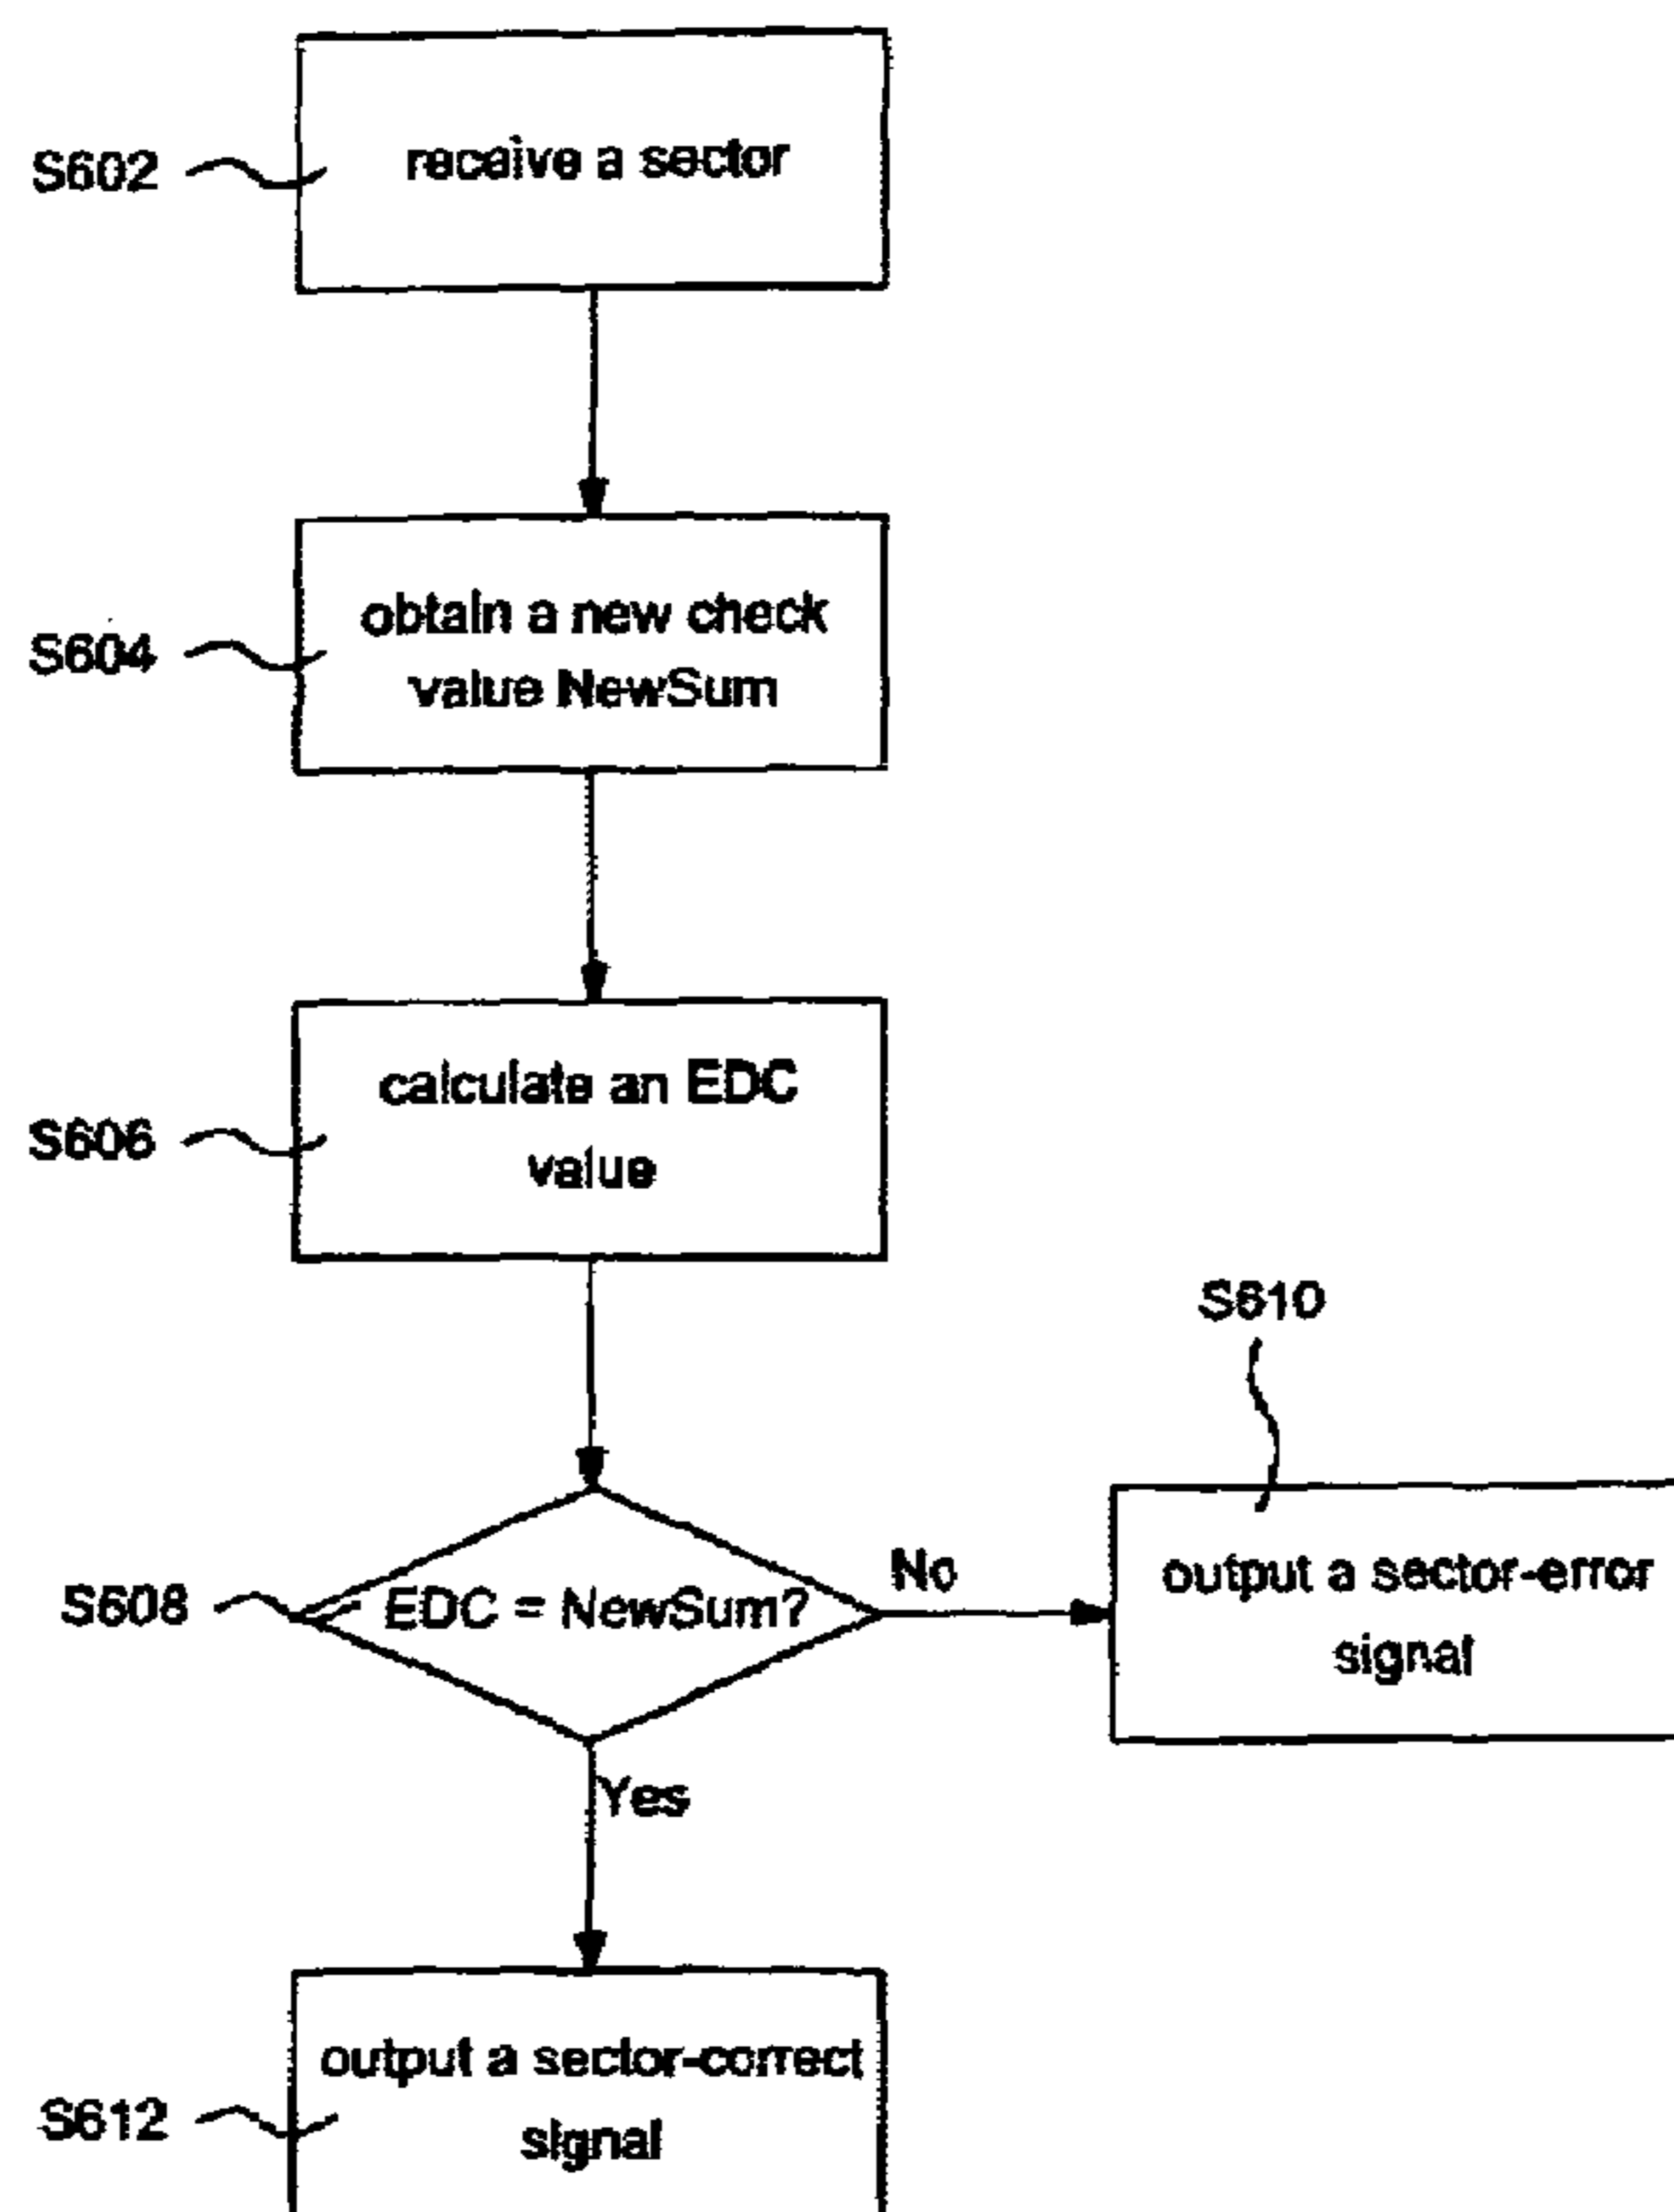 S602
receive a sector
S604
obtain a new check
value NewSum
S606
calculate an EDC
value
S610
S608
EDC = NewSum?
No
output a sector-error
signal
Yes
S612
output a sector-correct
signal